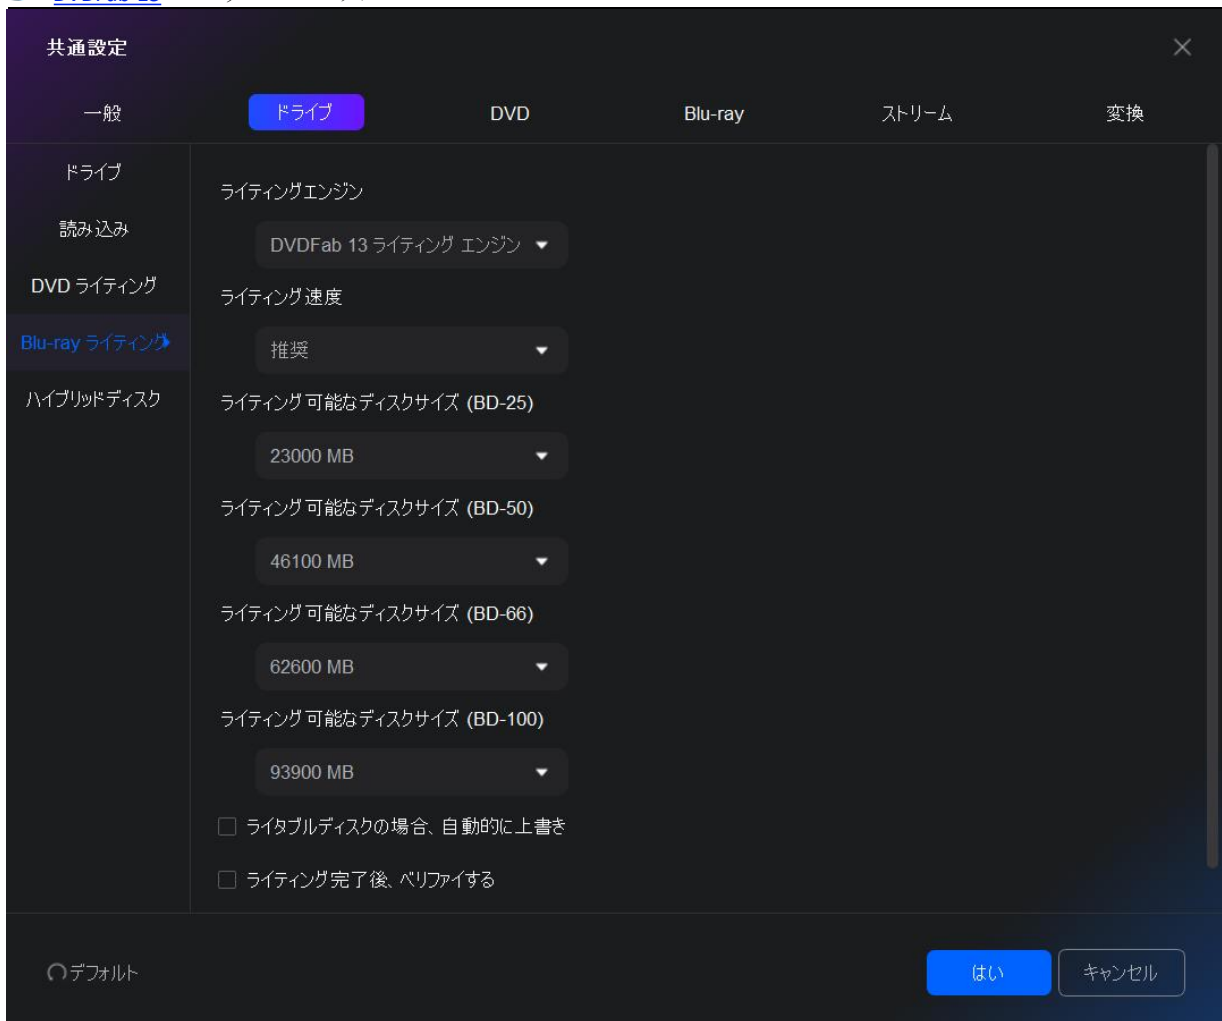 共通設定
一般
ドライブ
DVD
Blu-ray
ストリーム
変換
ドライブ
読み込み
DVD ライティング
Blu-ray ライティング
ハイブリッドディスク
ライティングエンジン
DVDFab 13 ライティング エンジン
ライティング速度
推奨
ライティング可能なディスクサイズ (BD-25)
23000 MB
ライティング可能なディスクサイズ (BD-50)
46100 MB
ライティング可能なディスクサイズ (BD-66)
62600 MB
ライティング可能なディスクサイズ (BD-100)
93900 MB
ライタブルディスクの場合、自動的に上書き
ライティング完了後、ベリファイする
デフォルト
はい
キャンセル